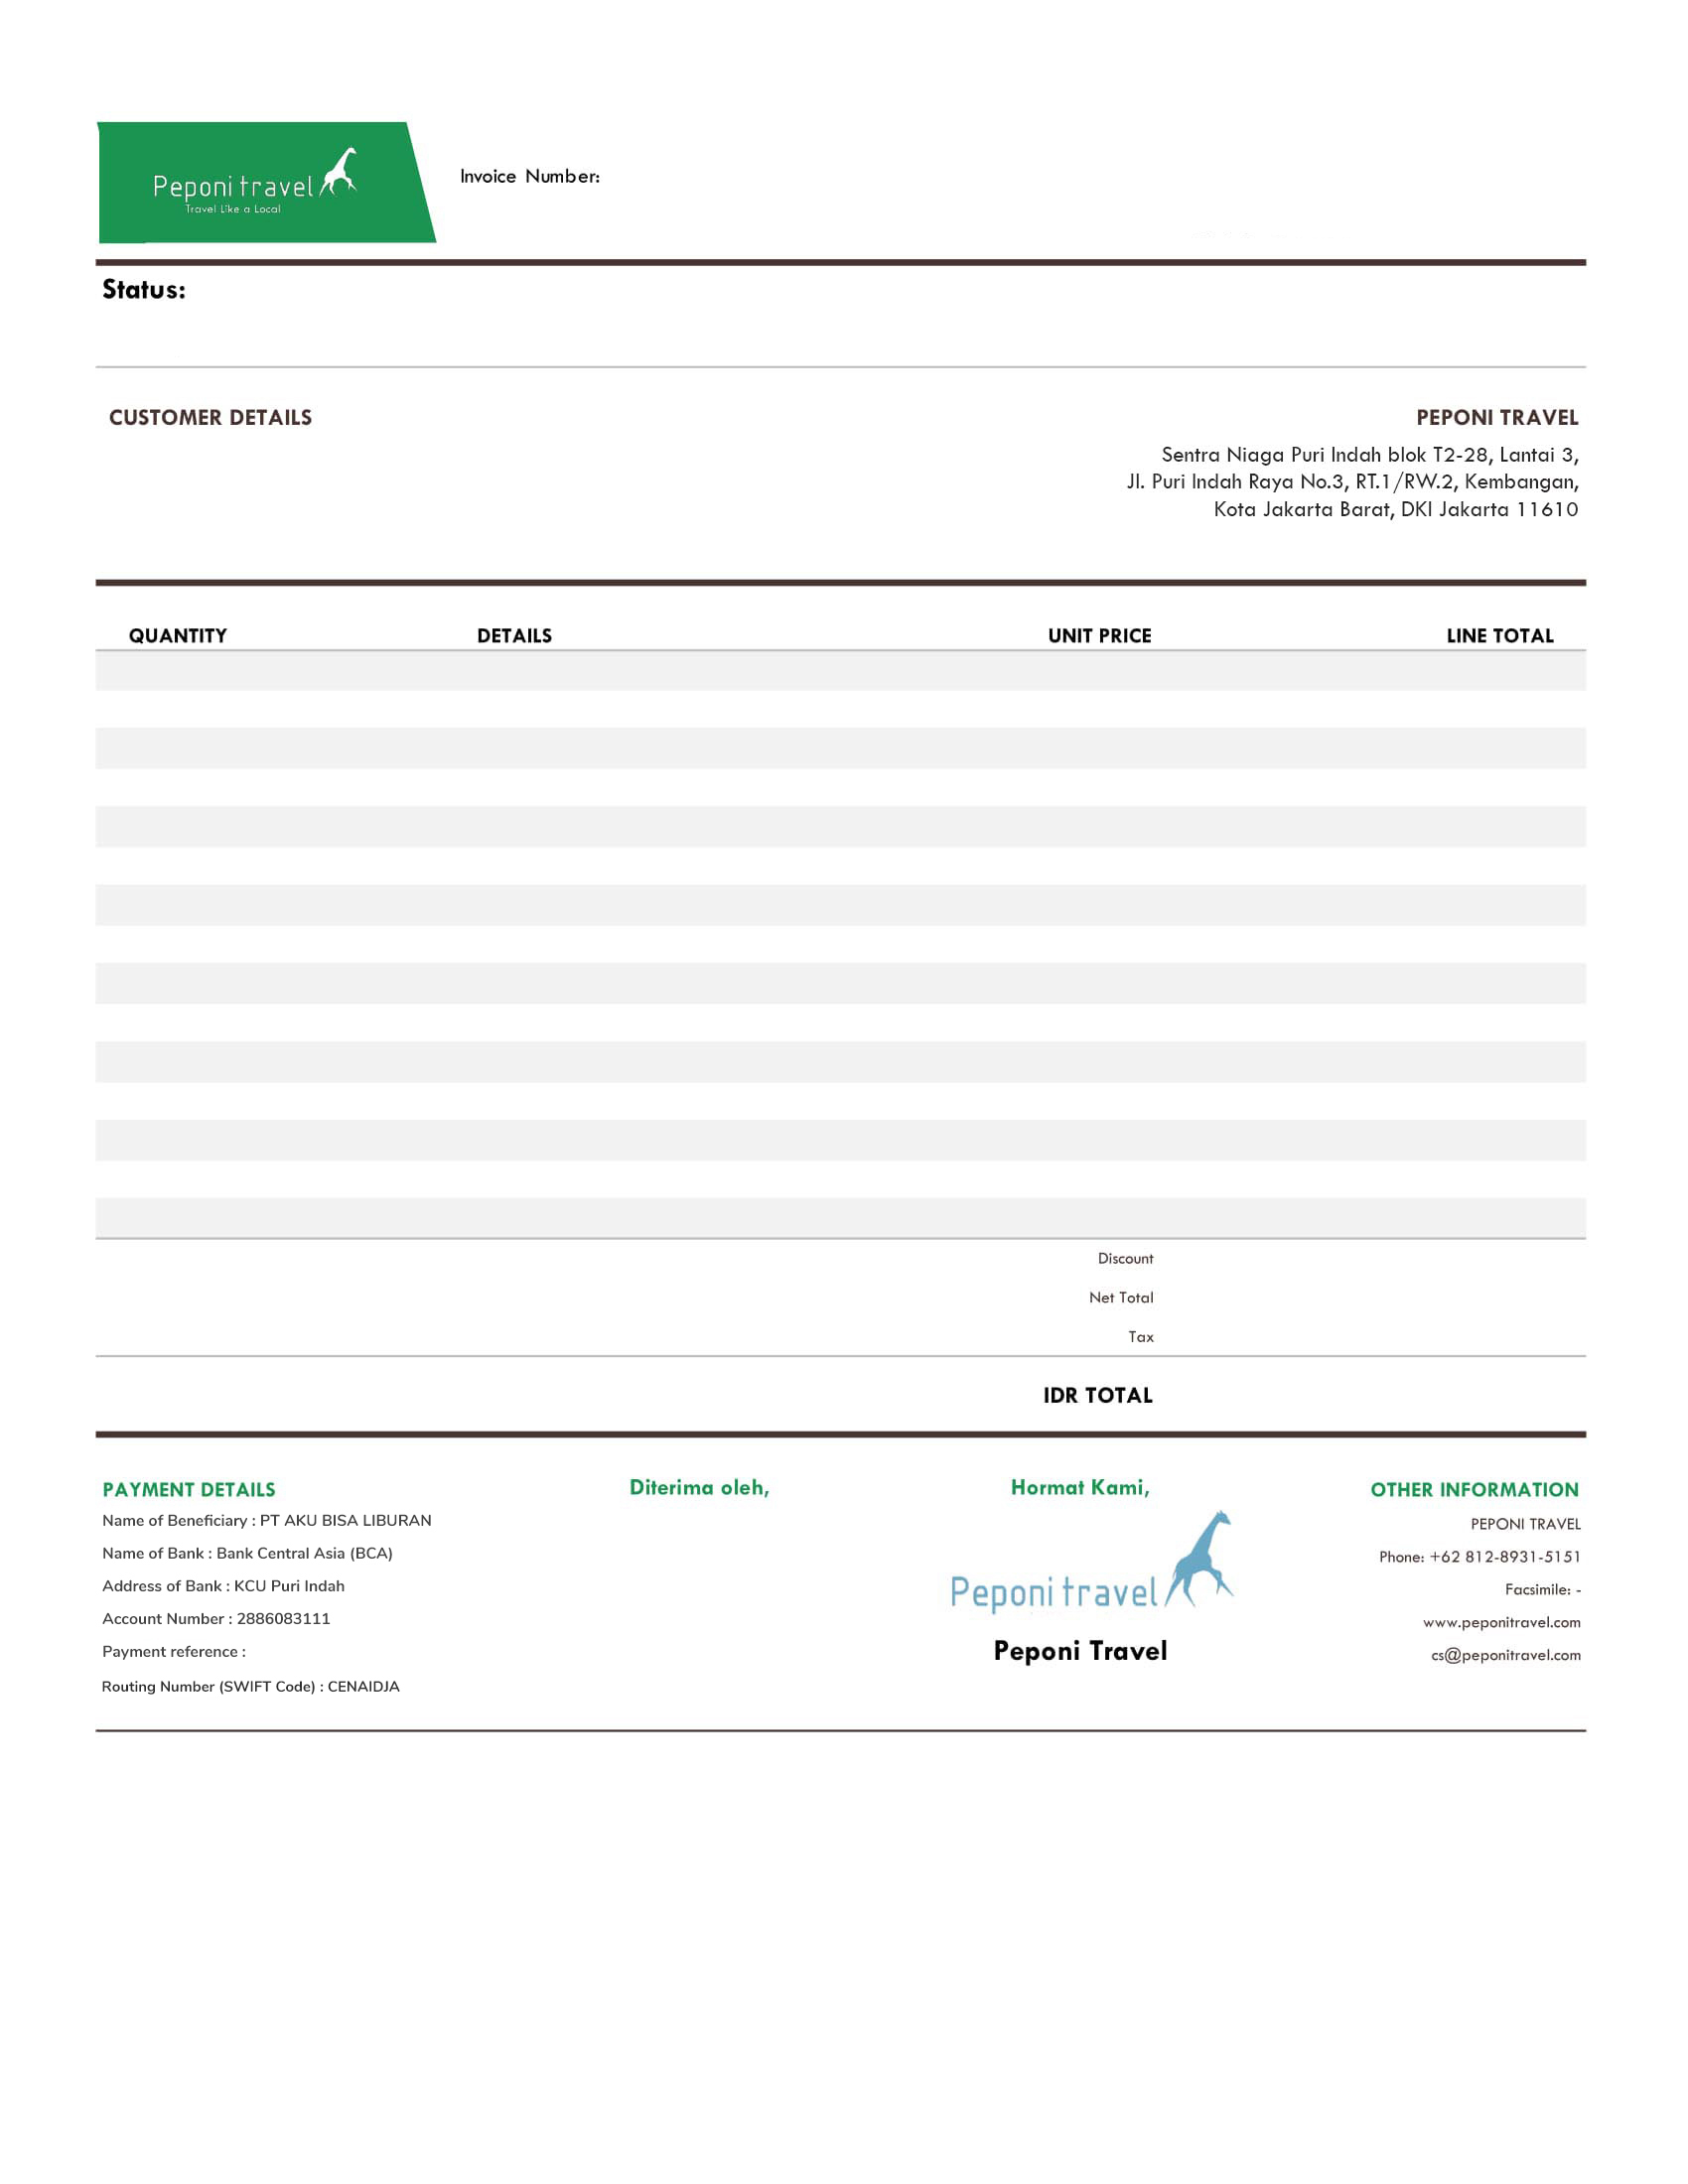 Peponi travel
Travel Like a Local
Invoice Number:
Status:
CUSTOMER DETAILS
PEPONI TRAVEL
Sentra Niaga Puri Indah blok T2-28, Lantai 3,
Jl. Puri Indah Raya No.3, RT.1/RW.2, Kembangan,
Kota Jakarta Barat, DKI Jakarta 11610
QUANTITY DETAILS UNIT PRICE LINE TOTAL
Discount
Net Total
Tax
IDR TOTAL
PAYMENT DETAILS
Name of Beneficiary : PT AKU BISA LIBURAN
Name of Bank : Bank Central Asia (BCA)
Address of Bank : KCU Puri Indah
Account Number : 2886083111
Payment reference :
Routing Number (SWIFT Code) : CENAIDJA
Diterima oleh,
Hormat Kami,
Peponi travel
Peponi Travel
OTHER INFORMATION
PEPONI TRAVEL
Phone: +62 812-8931-5151
Facsimile: -
www.peponitravel.com
cs@peponitravel.com